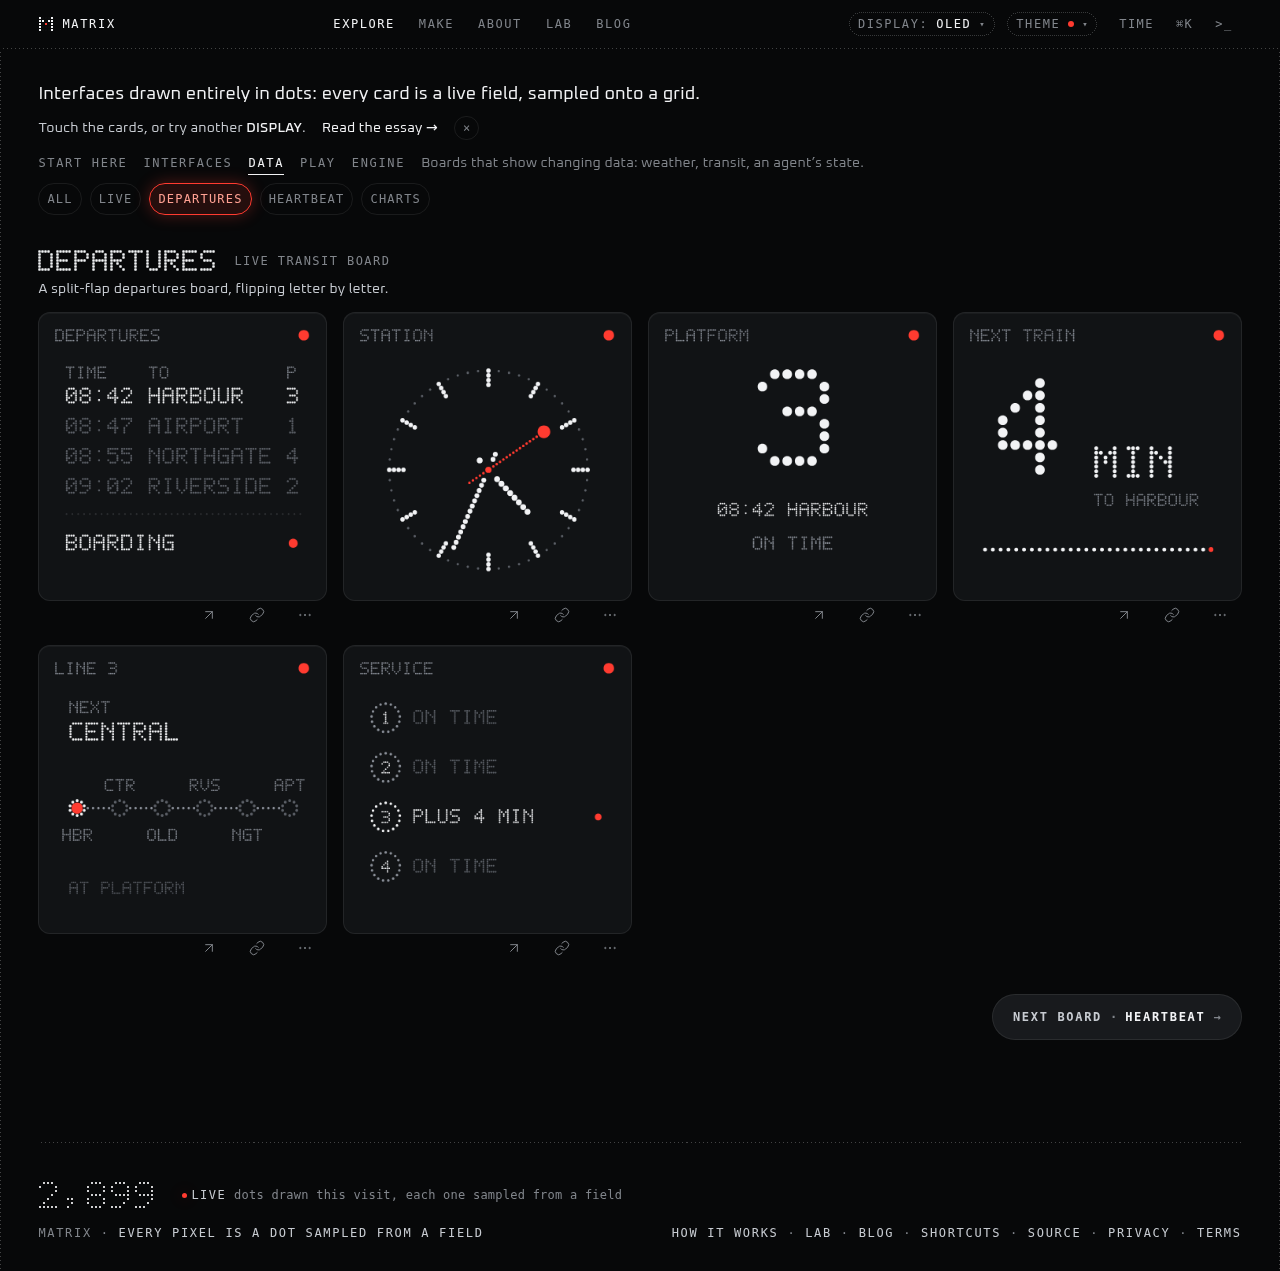 MATRIX
EXPLORE MAKE ABOUT LAB BLOG
DISPLAY: OLED ▾ THEME ● ▾ TIME ⌘K >_
Interfaces drawn entirely in dots: every card is a live field, sampled onto a grid.
Touch the cards, or try another DISPLAY. Read the essay → ×
START HERE INTERFACES DATA PLAY ENGINE Boards that show changing data: weather, transit, an agent's state.
ALL LIVE DEPARTURES HEARTBEAT CHARTS
DEPARTURES LIVE TRANSIT BOARD
A split-flap departures board, flipping letter by letter.
DEPARTURES
TIME TO P
08:42 HARBOUR 3
08:47 AIRPORT 1
08:55 NORTHGATE 4
09:02 RIVERSIDE 2
BOARDING
STATION
PLATFORM
3
08:42 HARBOUR
ON TIME
NEXT TRAIN
4 MIN
TO HARBOUR
LINE 3
NEXT
CENTRAL
CTR RVS APT
HBR OLD NGT
AT PLATFORM
SERVICE
1 ON TIME
2 ON TIME
3 PLUS 4 MIN
4 ON TIME
NEXT BOARD · HEARTBEAT →
2,899 LIVE dots drawn this visit, each one sampled from a field
MATRIX · EVERY PIXEL IS A DOT SAMPLED FROM A FIELD
HOW IT WORKS · LAB · BLOG · SHORTCUTS · SOURCE · PRIVACY · TERMS